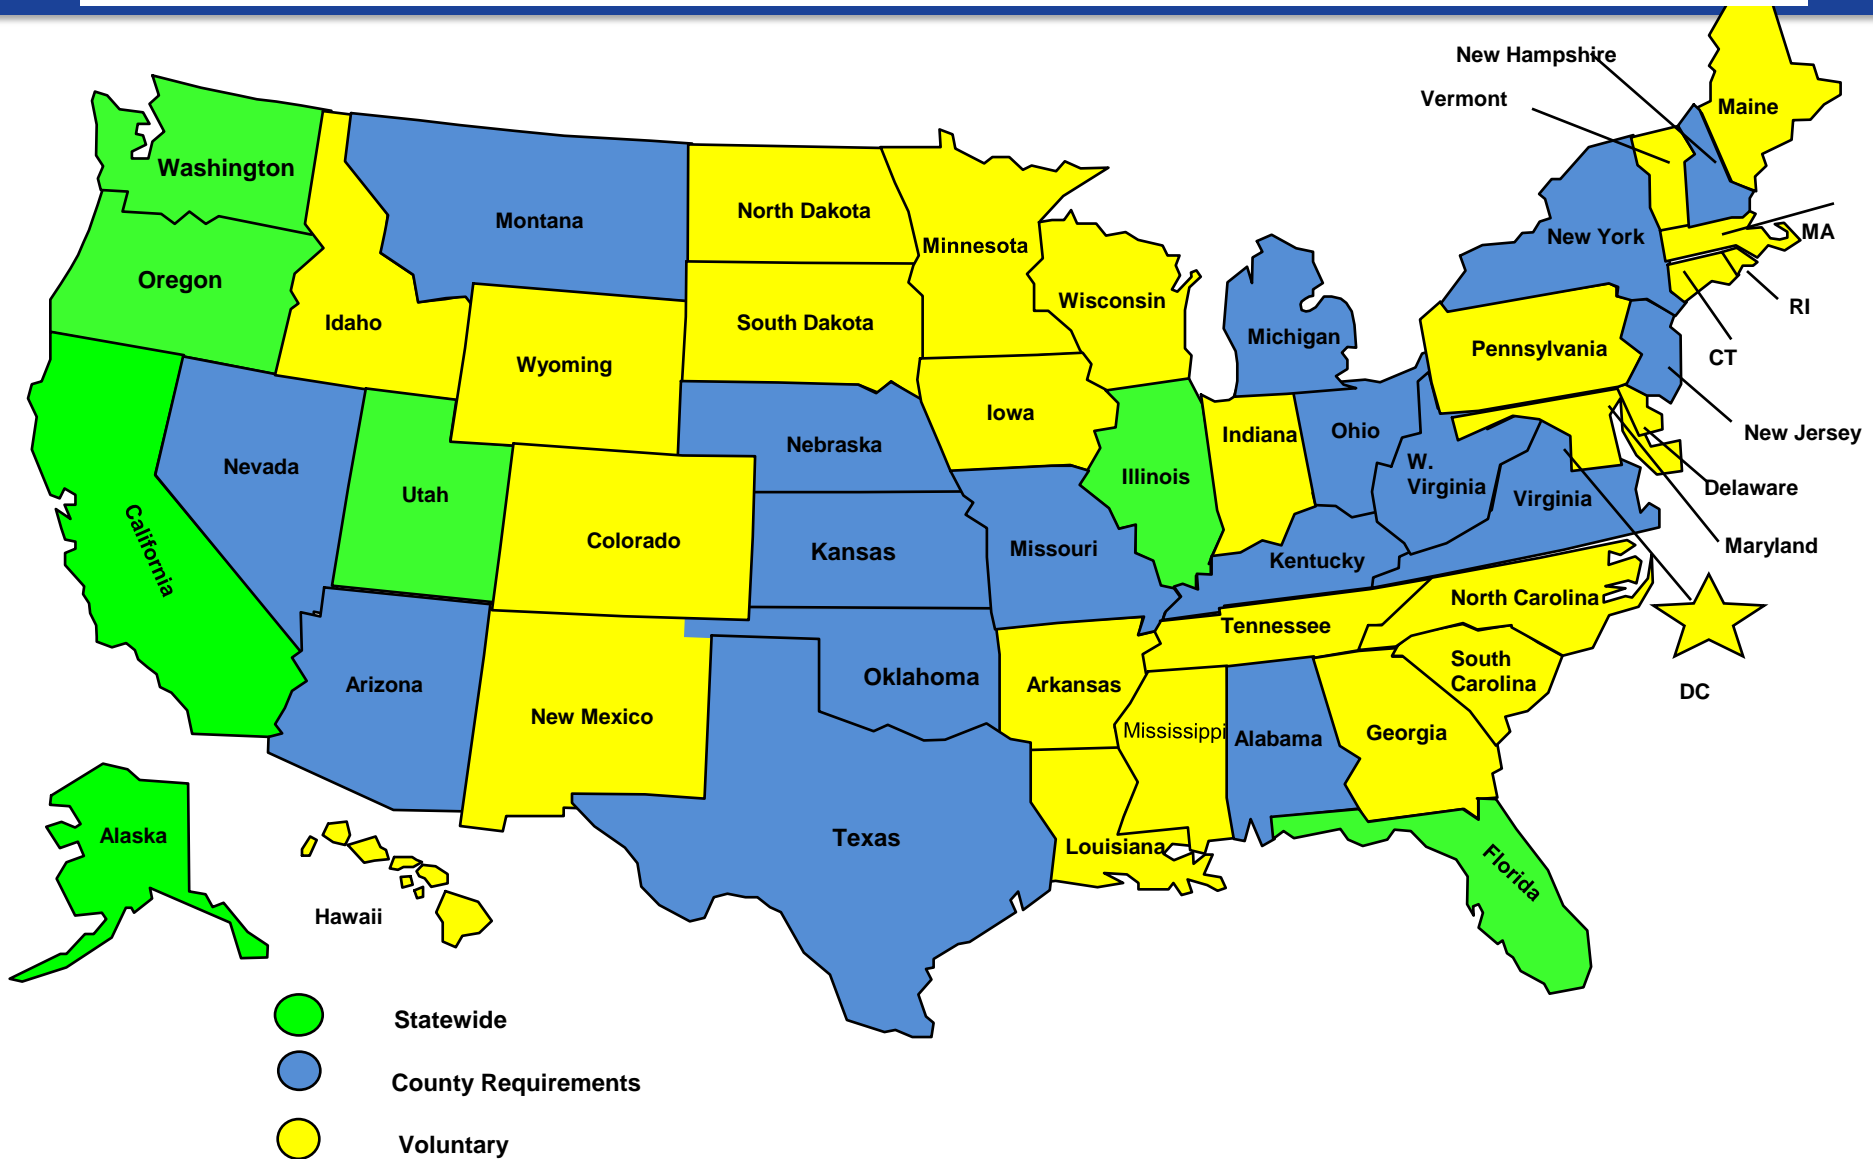 New Hampshire
Vermont
Maine
Washington
Montana
North Dakota
Minnesota
New York
MA
Oregon
Idaho
Wisconsin
South Dakota
Michigan
RI
Wyoming
Pennsylvania
CT
Iowa
Indiana
Ohio
New Jersey
Nebraska
Nevada
Utah
Illinois
W.
Virginia
Virginia
Delaware
California
Colorado
Kansas
Missouri
Kentucky
Maryland
North Carolina
Tennessee
South
Carolina
Arizona
Oklahoma
Arkansas
DC
New Mexico
Mississippi
Alabama
Georgia
Alaska
Texas
Louisiana
Florida
Hawaii
Statewide
County Requirements
Voluntary